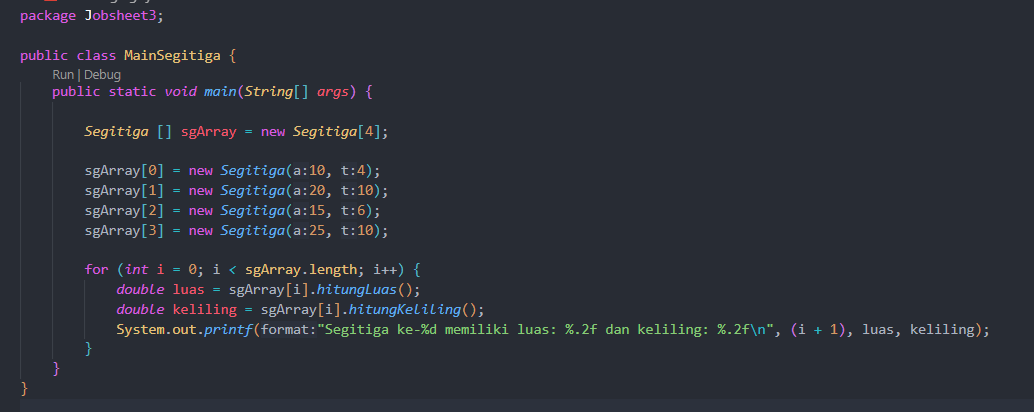 package Jobsheet3;
public class MainSegitiga {
Run | Debug
public static void main(String[] args) {
Segitiga [] sgArray = new Segitiga[4];
sgArray[0] = new Segitiga(a:10, t:4);
sgArray[1] = new Segitiga(a:20, t:10);
sgArray[2] = new Segitiga(a:15, t:6);
sgArray[3] = new Segitiga(a:25, t:10);
for (int i = 0; i < sgArray.length; i++) {
double luas = sgArray[i].hitungLuas();
double keliling = sgArray[i].hitungKeliling();
System.out.printf(format:"Segitiga ke-%d memiliki luas: %.2f dan keliling: %.2f\n", (i + 1), luas, keliling);
}
}
}